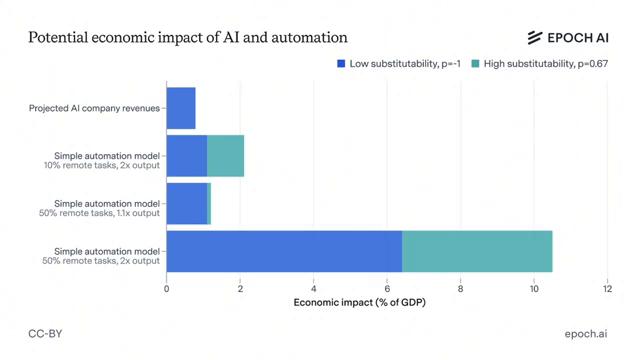 Potential economic impact of AI and automation
EPOCH AI
Low substitutability, p=-1
High substitutability, p=0.67
Projected AI company revenues
Simple automation model
10% remote tasks, 2x output
Simple automation model
50% remote tasks, 1.1x output
Simple automation model
50% remote tasks, 2x output
0 2 4 6 8 10 12
Economic impact (% of GDP)
CC-BY
epoch.ai